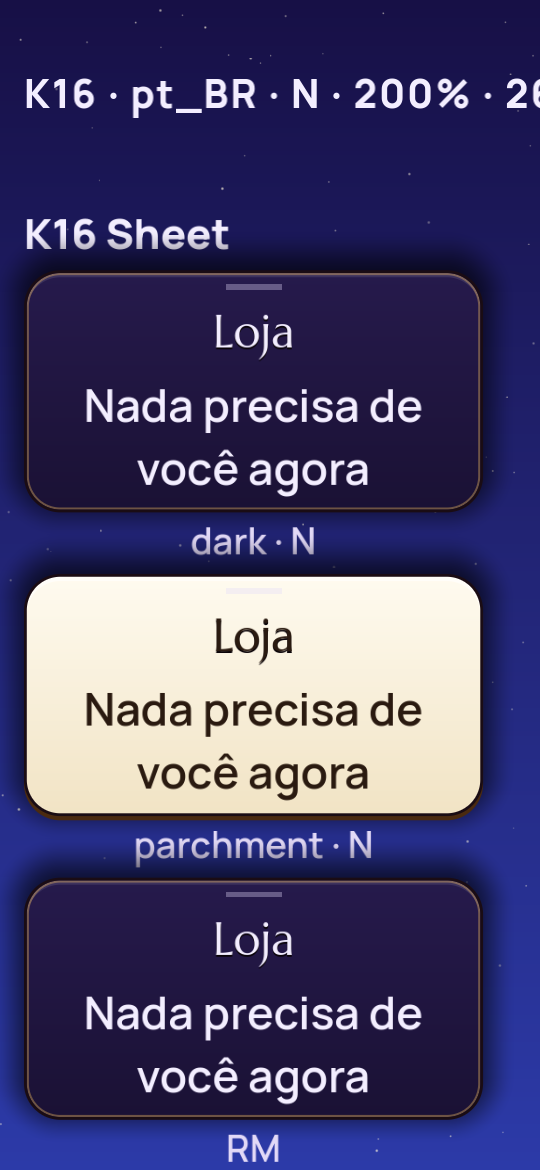 K16 · pt_BR · N · 200% · 26
K16 Sheet
Loja
Nada precisa de
você agora
dark · N
Loja
Nada precisa de
você agora
parchment · N
Loja
Nada precisa de
você agora
RM